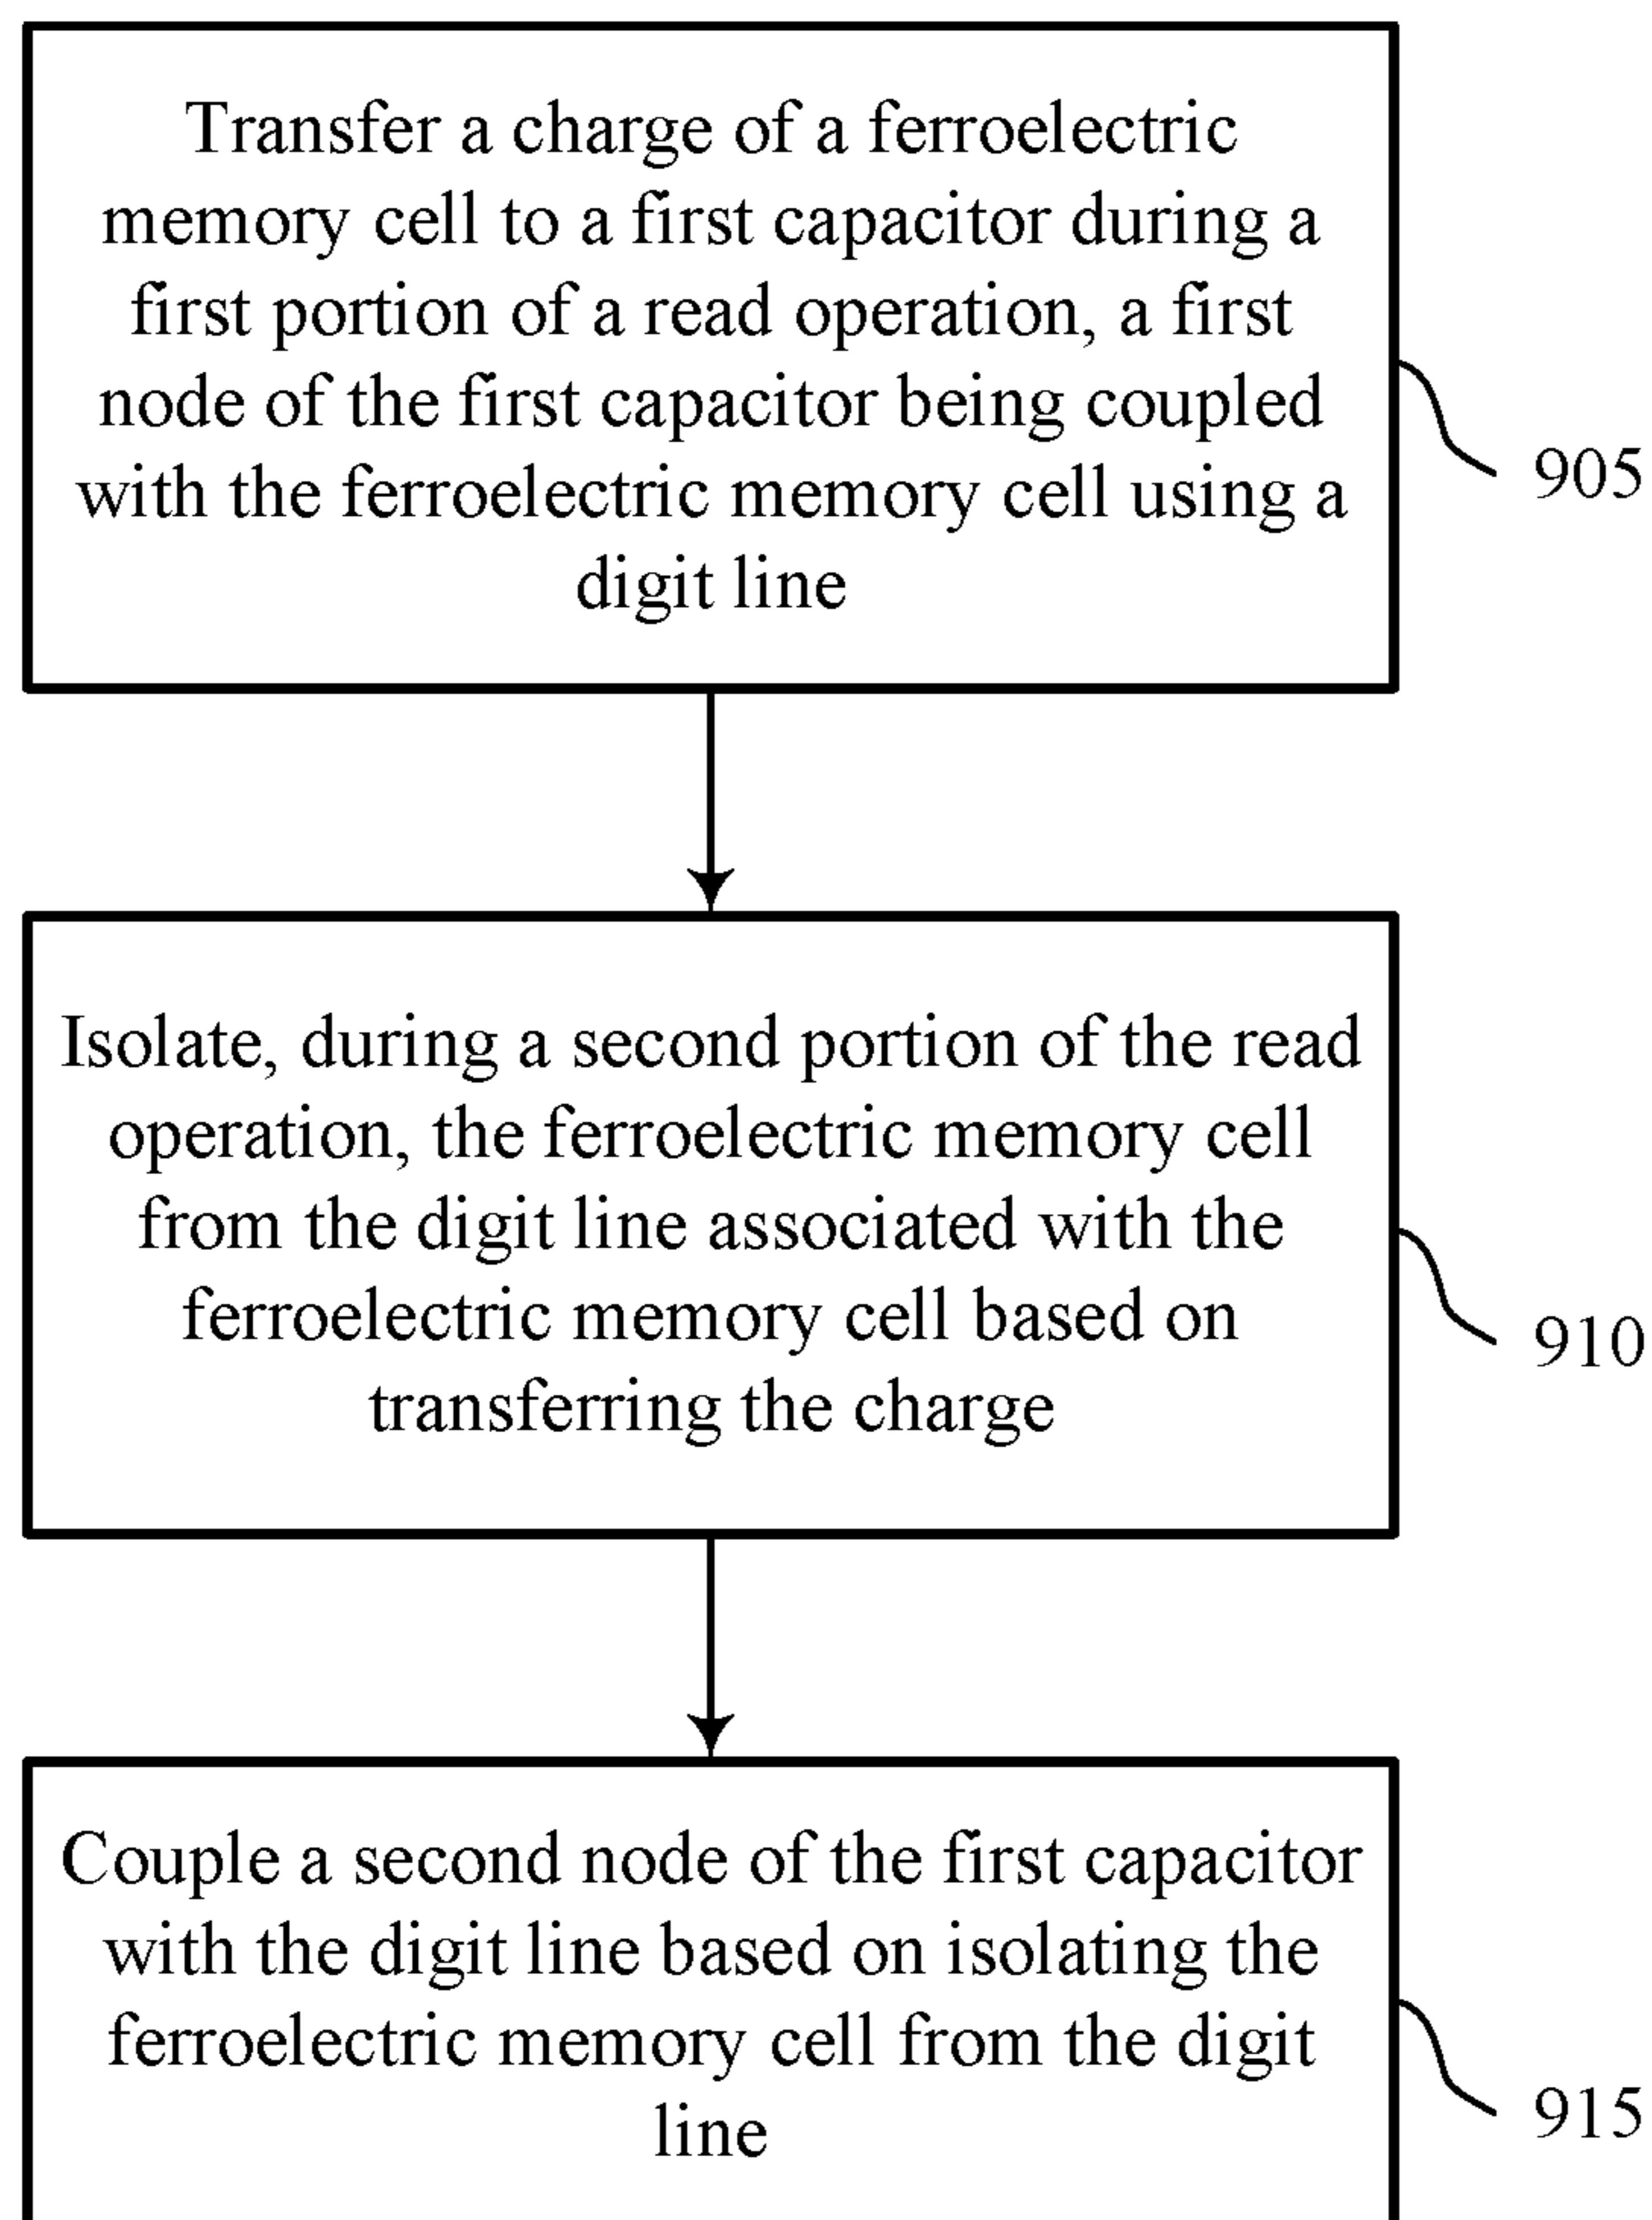 Transfer a charge of a ferroelectric
memory cell to a first capacitor during a
first portion of a read operation, a first
node of the first capacitor being coupled
with the ferroelectric memory cell using a
digit line
905
Isolate, during a second portion of the read
operation, the ferroelectric memory cell
from the digit line associated with the
ferroelectric memory cell based on
transferring the charge
910
Couple a second node of the first capacitor
with the digit line based on isolating the
ferroelectric memory cell from the digit
line
915